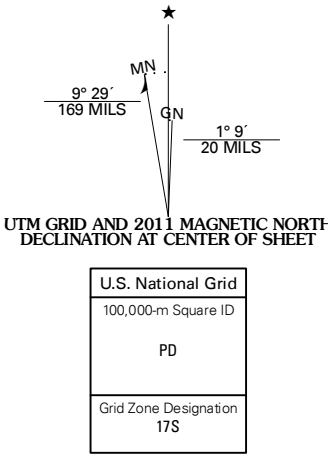 ★
MN
GN
9° 29´
169 MILS
1° 9´
20 MILS
UTM GRID AND 2011 MAGNETIC NORTH
DECLINATION AT CENTER OF SHEET
U.S. National Grid
100,000-m Square ID
PD
Grid Zone Designation
17S